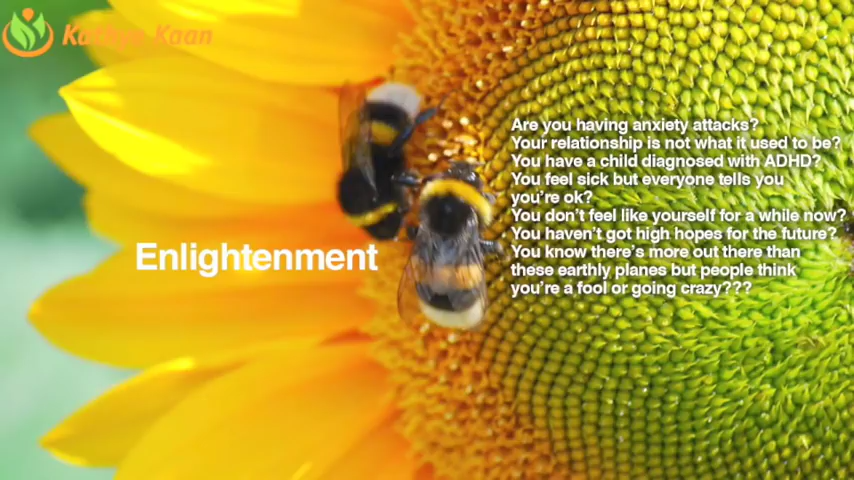 Kathye Kaan
Enlightenment
Are you having anxiety attacks?
Your relationship is not what it used to be?
You have a child diagnosed with ADHD?
You feel sick but everyone tells you
you're ok?
You don't feel like yourself for a while now?
You haven't got high hopes for the future?
You know there's more out there than
these earthly planes but people think
you're a fool or going crazy???